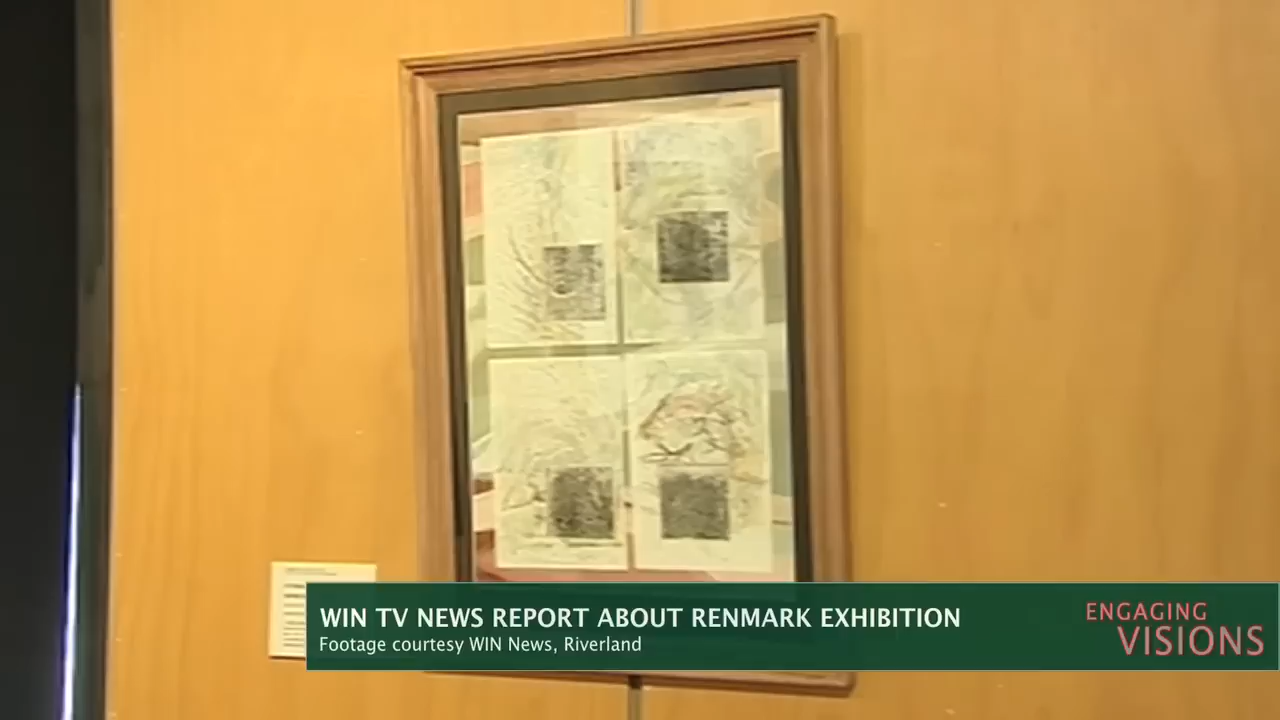 WIN TV NEWS REPORT ABOUT RENMARK EXHIBITION
Footage courtesy WIN News, Riverland
ENGAGING
VISIONS